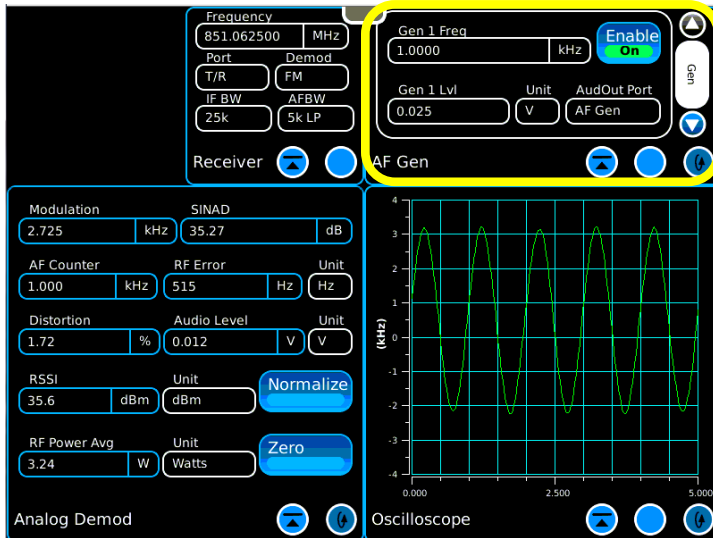 Frequency
851.062500 MHz
Port Demod
T/R FM
IF BW AFBW
25k 5k LP
Receiver
Gen 1 Freq
1.0000 kHz
Enable
On
Gen 1 Lvl Unit AudOut Port
0.025 V AF Gen
Gen
AF Gen
Modulation SINAD
2.725 kHz 35.27 dB
AF Counter RF Error Unit
1.000 kHz 515 Hz Hz
Distortion Audio Level Unit
1.72 % 0.012 V V
RSSI Unit
35.6 dBm dBm
Normalize
RF Power Avg Unit
3.24 W Watts
Zero
Analog Demod
4
3
2
1
0
-1
-2
-3
-4
(kHz)
0.000 2.500 5.000
Oscilloscope